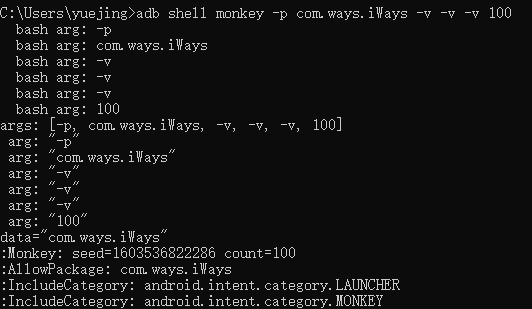 C:\Users\yuejing>adb shell monkey -p com.ways.iWays -v -v -v 100
bash arg: -p
bash arg: com.ways.iWays
bash arg: -v
bash arg: -v
bash arg: -v
bash arg: 100
args: [-p, com.ways.iWays, -v, -v, -v, 100]
arg: "-p"
arg: "com.ways.iWays"
arg: "-v"
arg: "-v"
arg: "-v"
arg: "100"
data="com.ways.iWays"
:Monkey: seed=1603536822286 count=100
:AllowPackage: com.ways.iWays
:IncludeCategory: android.intent.category.LAUNCHER
:IncludeCategory: android.intent.category.MONKEY